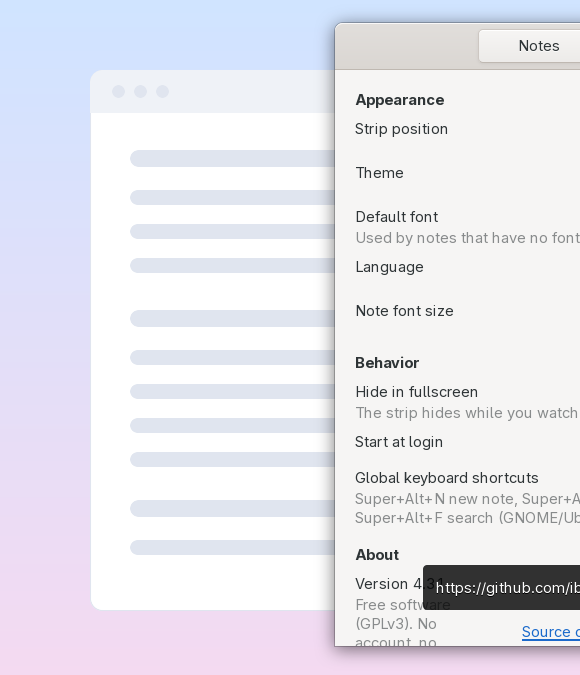 Notes
Appearance
Strip position
Theme
Default font
Used by notes that have no font
Language
Note font size
Behavior
Hide in fullscreen
The strip hides while you watch
Start at login
Global keyboard shortcuts
Super+Alt+N new note, Super+A
Super+Alt+F search (GNOME/Ub
About
Version 4.3.1
https://github.com/ib
Free software
(GPLv3). No
Source
account, no